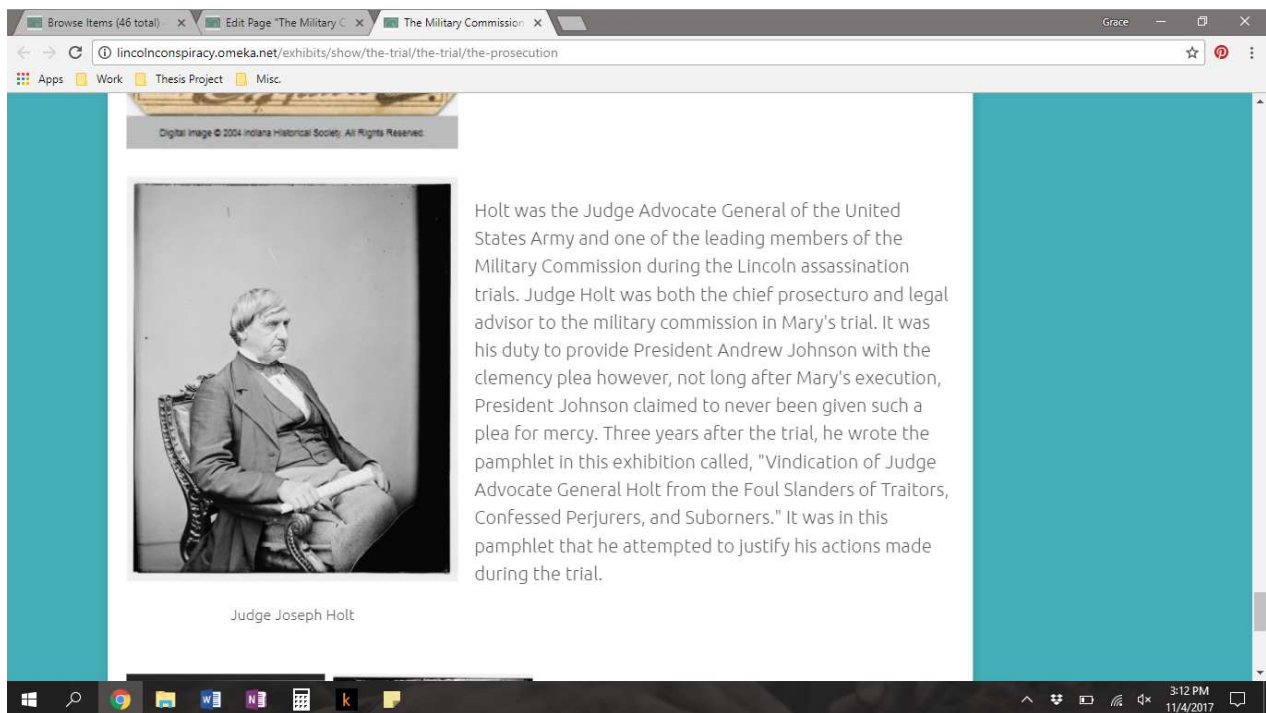 Browse Items (46 total)
Edit Page "The Military C
The Military Commission
Grace
lincolnconspiracy.omeka.net/exhibits/show/the-trial/the-trial/the-prosecution
Apps
Work
Thesis Project
Misc.
Digital image © 2004 Indiana Historical Society. All Rights Reserved.
Holt was the Judge Advocate General of the United
States Army and one of the leading members of the
Military Commission during the Lincoln assassination
trials. Judge Holt was both the chief prosecturo and legal
advisor to the military commission in Mary's trial. It was
his duty to provide President Andrew Johnson with the
clemency plea however, not long after Mary's execution,
President Johnson claimed to never been given such a
plea for mercy. Three years after the trial, he wrote the
pamphlet in this exhibition called, "Vindication of Judge
Advocate General Holt from the Foul Slanders of Traitors,
Confessed Perjurers, and Suborners." It was in this
pamphlet that he attempted to justify his actions made
during the trial.
Judge Joseph Holt
3:12 PM
11/4/2017